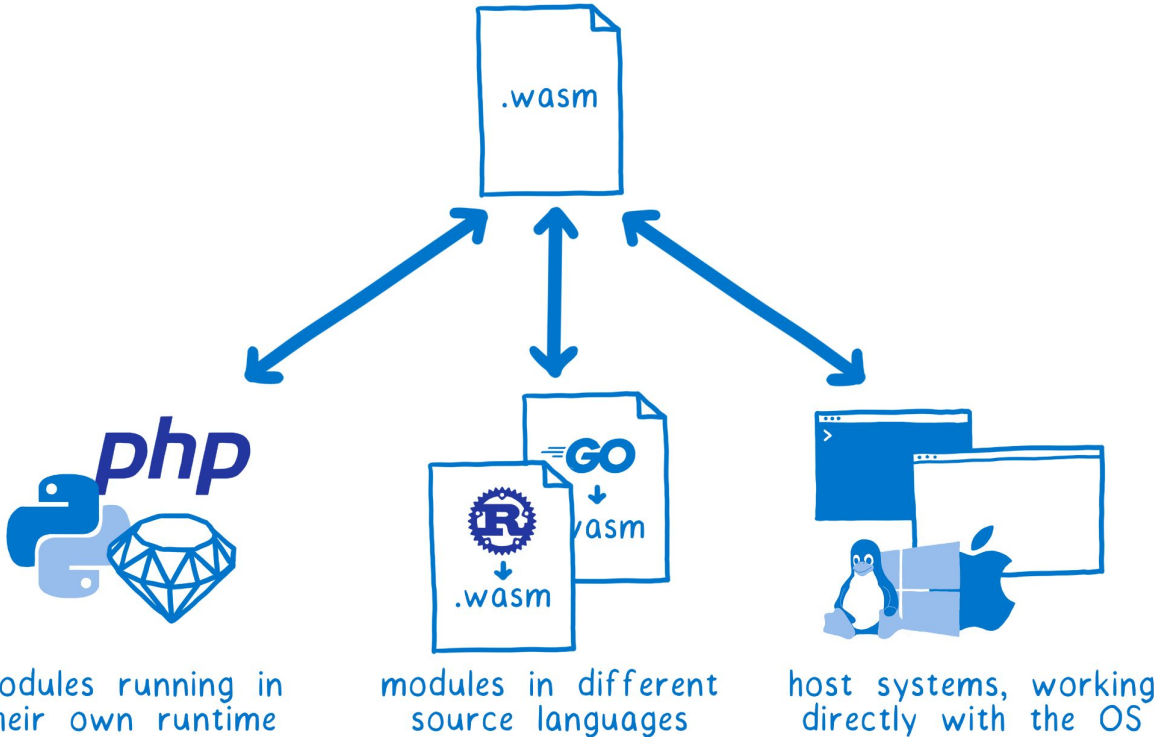 .wasm
php
GO
wasm
R
.wasm
>
odules running in
eir own runtime
modules in different
source languages
host systems, working
directly with the OS